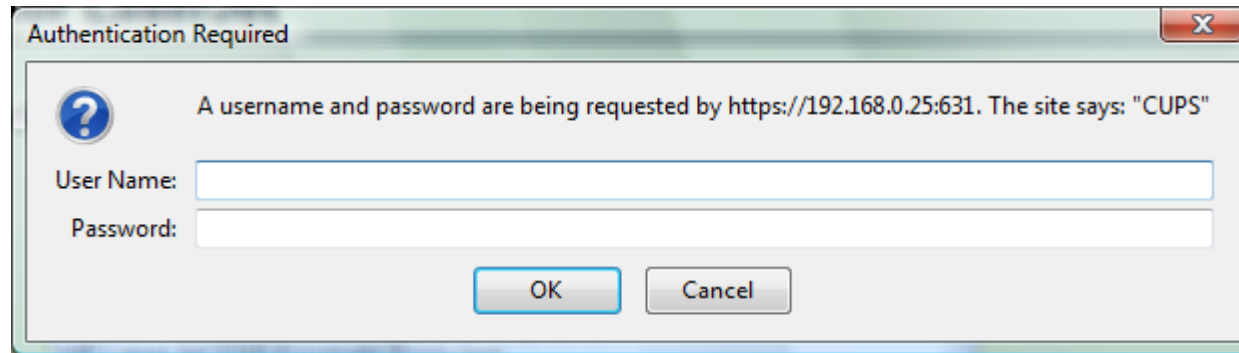 Authentication Required
A username and password are being requested by https://192.168.0.25:631. The site says: "CUPS"
User Name:
Password:
OK Cancel